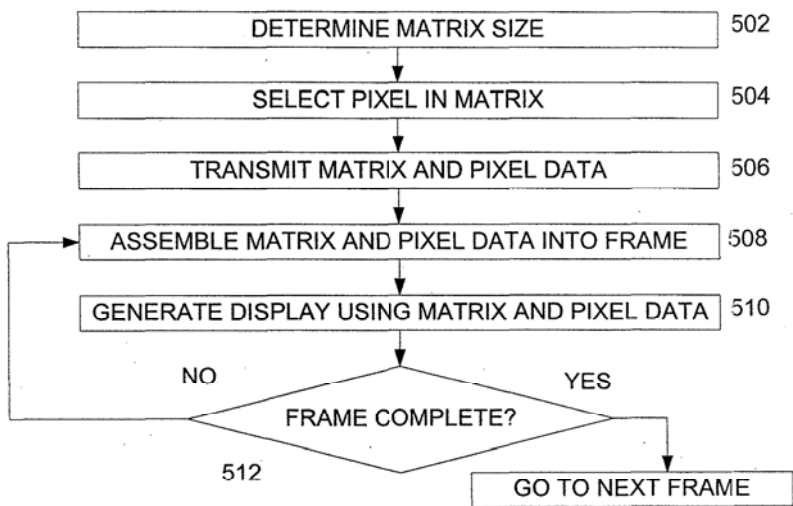 DETERMINE MATRIX SIZE 502
SELECT PIXEL IN MATRIX 504
TRANSMIT MATRIX AND PIXEL DATA 506
ASSEMBLE MATRIX AND PIXEL DATA INTO FRAME 508
GENERATE DISPLAY USING MATRIX AND PIXEL DATA 510
NO YES
FRAME COMPLETE?
512
GO TO NEXT FRAME